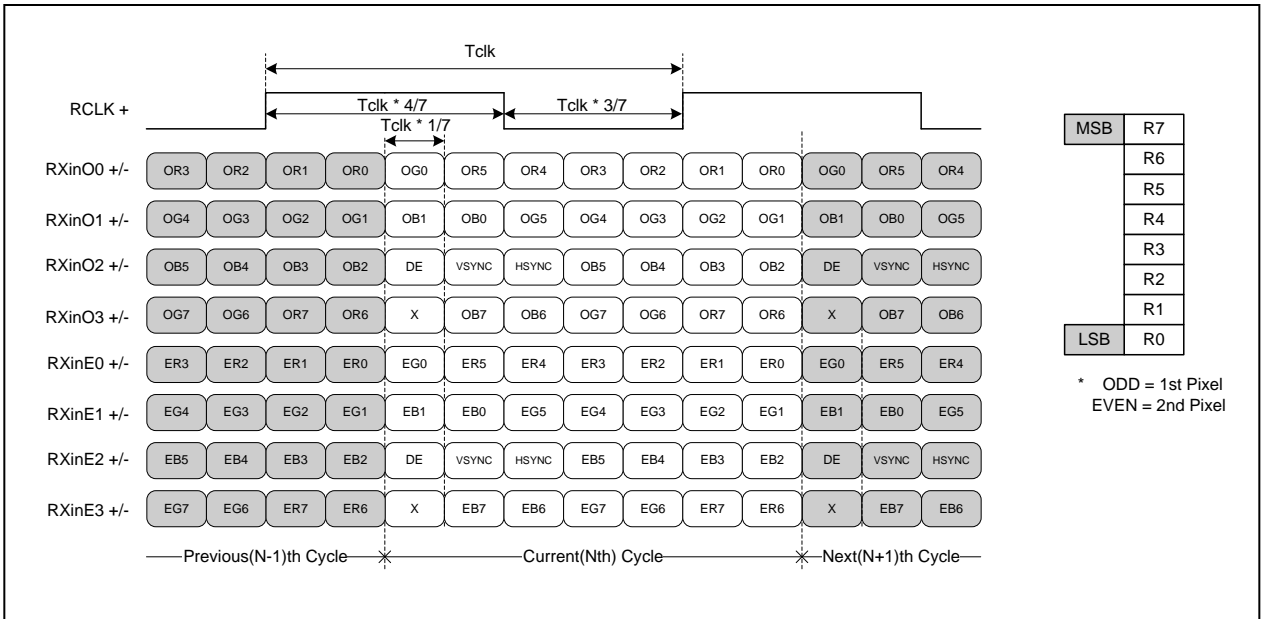 Tclk
RCLK +
Tclk * 4/7
Tclk * 3/7
Tclk * 1/7
RXinO0 +/- OR3 OR2 OR1 OR0 OG0 OR5 OR4 OR3 OR2 OR1 OR0 OG0 OR5 OR4
RXinO1 +/- OG4 OG3 OG2 OG1 OB1 OB0 OG5 OG4 OG3 OG2 OG1 OB1 OB0 OG5
RXinO2 +/- OB5 OB4 OB3 OB2 DE VSYNC HSYNC OB5 OB4 OB3 OB2 DE VSYNC HSYNC
RXinO3 +/- OG7 OG6 OR7 OR6 X OB7 OB6 OG7 OG6 OR7 OR6 X OB7 OB6
RXinE0 +/- ER3 ER2 ER1 ER0 EG0 ER5 ER4 ER3 ER2 ER1 ER0 EG0 ER5 ER4
RXinE1 +/- EG4 EG3 EG2 EG1 EB1 EB0 EG5 EG4 EG3 EG2 EG1 EB1 EB0 EG5
RXinE2 +/- EB5 EB4 EB3 EB2 DE VSYNC HSYNC EB5 EB4 EB3 EB2 DE VSYNC HSYNC
RXinE3 +/- EG7 EG6 ER7 ER6 X EB7 EB6 EG7 EG6 ER7 ER6 X EB7 EB6
Previous(N-1)th Cycle Current(Nth) Cycle Next(N+1)th Cycle
MSB R7
R6
R5
R4
R3
R2
R1
LSB R0
* ODD = 1st Pixel
EVEN = 2nd Pixel